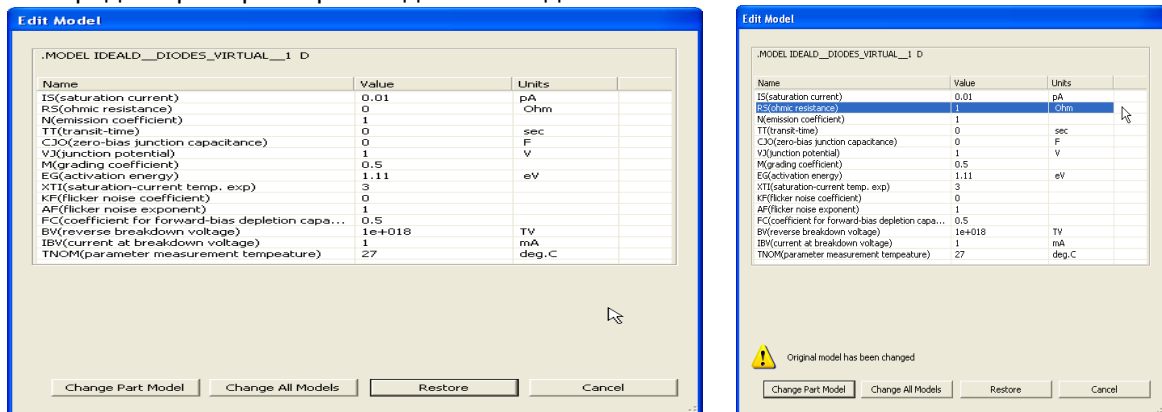 Edit Model
.MODEL IDEALD__DIODES_VIRTUAL__1 D
Name Value Units
IS(saturation current) 0.01 pA
RS(ohmic resistance) 0 Ohm
N(emission coefficient) 1
TT(transit-time) 0 sec
CJO(zero-bias junction capacitance) 0 F
VJ(junction potential) 1 V
M(grading coefficient) 0.5
EG(activation energy) 1.11 eV
XTI(saturation-current temp. exp) 3
KF(flicker noise coefficient) 0
AF(flicker noise exponent) 1
FC(coefficient for forward-bias depletion capa... 0.5
BV(reverse breakdown voltage) 1e+018 TV
IBV(current at breakdown voltage) 1 mA
TNOM(parameter measurement tempeature) 27 deg.C
Change Part Model Change All Models Restore Cancel
Edit Model
.MODEL IDEALD__DIODES_VIRTUAL__1 D
Name Value Units
IS(saturation current) 0.01 pA
RS(ohmic resistance) 1 Ohm
N(emission coefficient) 1
TT(transit-time) 0 sec
CJO(zero-bias junction capacitance) 0 F
VJ(junction potential) 1 V
M(grading coefficient) 0.5
EG(activation energy) 1.11 eV
XTI(saturation-current temp. exp) 3
KF(flicker noise coefficient) 0
AF(flicker noise exponent) 1
FC(coefficient for forward-bias depletion capa... 0.5
BV(reverse breakdown voltage) 1e+018 TV
IBV(current at breakdown voltage) 1 mA
TNOM(parameter measurement tempeature) 27 deg.C
Original model has been changed
Change Part Model Change All Models Restore Cancel